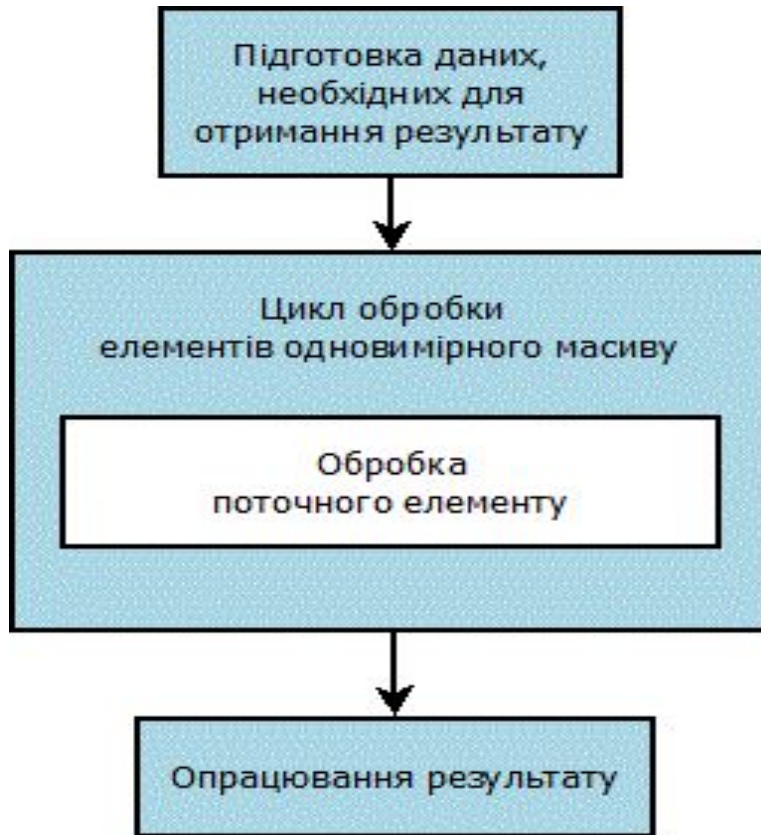 Підготовка даних,
необхідних для
отримання результату
Цикл обробки
елементів одновимірного масиву
Обробка
поточного елементу
Опрацювання результату